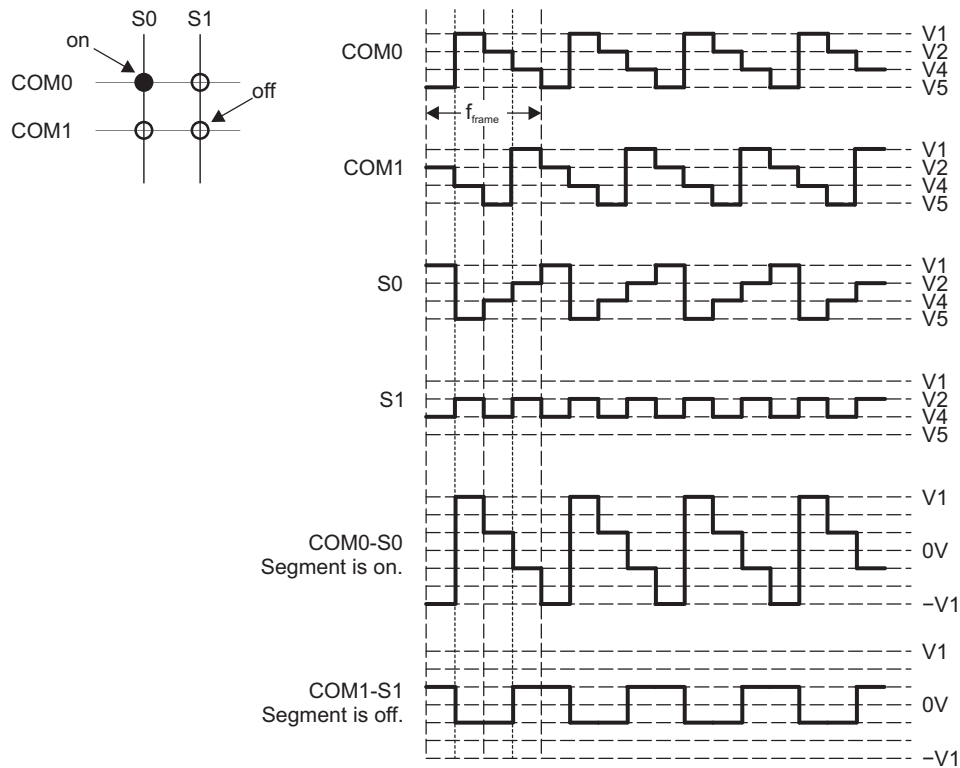 S0 S1
on
COM0
off
COM1
COM0
V1
V2
V4
V5
fframe
COM1
V1
V2
V4
V5
S0
V1
V2
V4
V5
S1
V1
V2
V4
V5
COM0-S0
Segment is on.
V1
0V
−V1
COM1-S1
Segment is off.
V1
0V
−V1